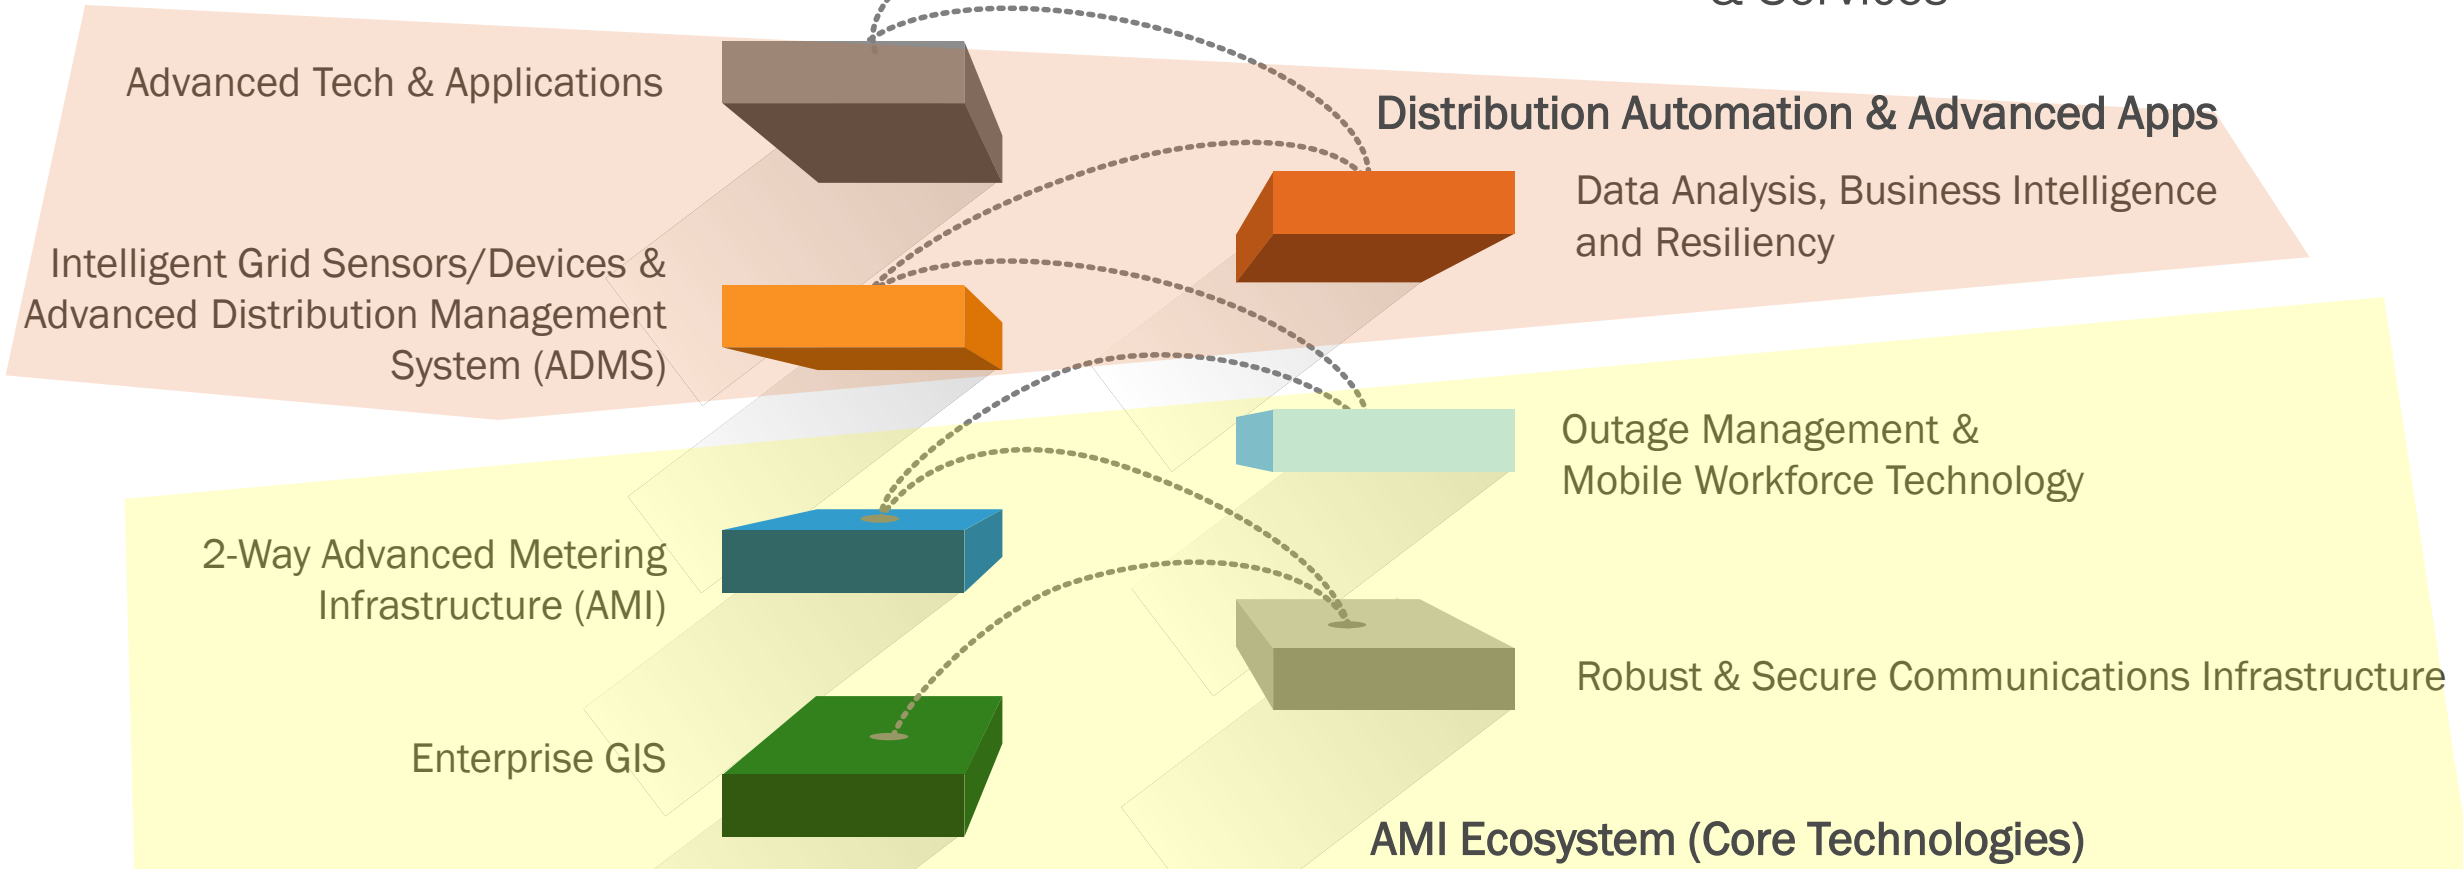 & Services
Advanced Tech & Applications
Distribution Automation & Advanced Apps
Data Analysis, Business Intelligence
and Resiliency
Intelligent Grid Sensors/Devices &
Advanced Distribution Management
System (ADMS)
Outage Management &
Mobile Workforce Technology
2-Way Advanced Metering
Infrastructure (AMI)
Robust & Secure Communications Infrastructure
Enterprise GIS
AMI Ecosystem (Core Technologies)